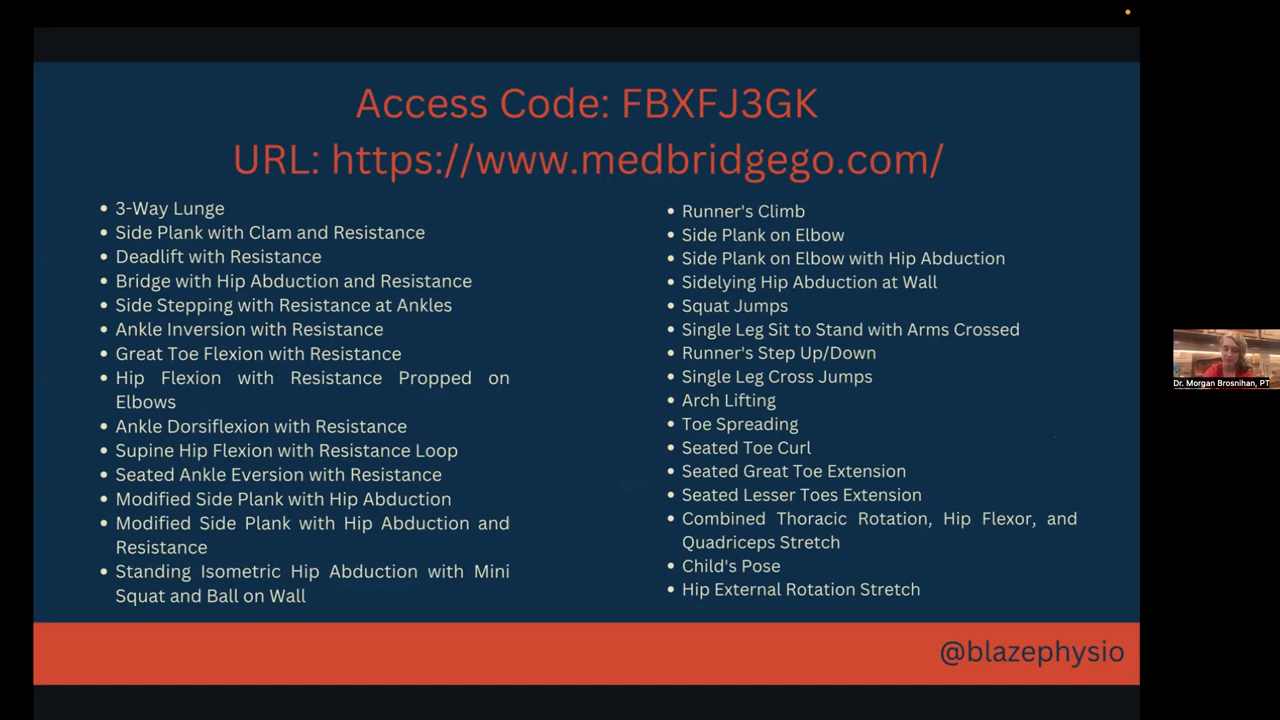 Access Code: FBXFJ3GK
URL: https://www.medbridgego.com/
• 3-Way Lunge
• Side Plank with Clam and Resistance
• Deadlift with Resistance
• Bridge with Hip Abduction and Resistance
• Side Stepping with Resistance at Ankles
• Ankle Inversion with Resistance
• Great Toe Flexion with Resistance
• Hip Flexion with Resistance Propped on
Elbows
• Ankle Dorsiflexion with Resistance
• Supine Hip Flexion with Resistance Loop
• Seated Ankle Eversion with Resistance
• Modified Side Plank with Hip Abduction
• Modified Side Plank with Hip Abduction and
Resistance
• Standing Isometric Hip Abduction with Mini
Squat and Ball on Wall
• Runner's Climb
• Side Plank on Elbow
• Side Plank on Elbow with Hip Abduction
• Sidelying Hip Abduction at Wall
• Squat Jumps
• Single Leg Sit to Stand with Arms Crossed
• Runner's Step Up/Down
• Single Leg Cross Jumps
• Arch Lifting
• Toe Spreading
• Seated Toe Curl
• Seated Great Toe Extension
• Seated Lesser Toes Extension
• Combined Thoracic Rotation, Hip Flexor, and
Quadriceps Stretch
• Child's Pose
• Hip External Rotation Stretch
@blazephysio
Dr. Morgan Brosnihan, PT